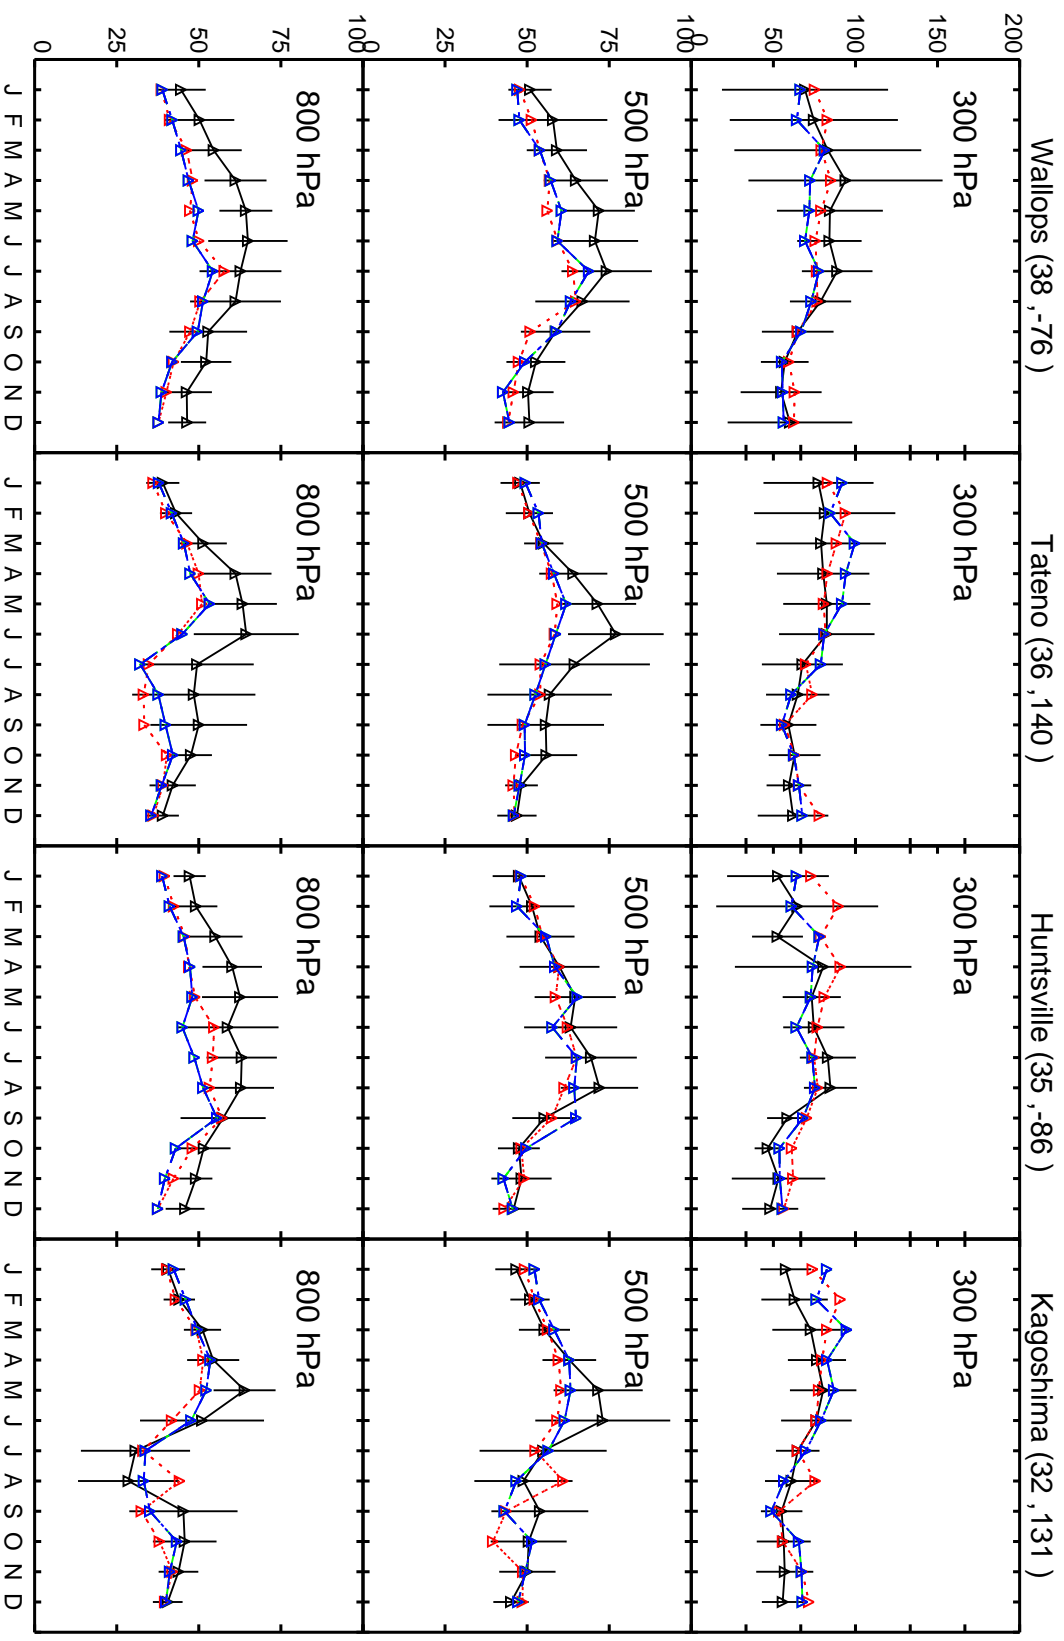 Wallops (38 ,-76 )
Tateno (36 ,140 )
Huntsville (35 ,-86 )
Kagoshima (32 ,131 )
200
150
100
50
0
300 hPa
300 hPa
300 hPa
300 hPa
100
75
50
25
0
500 hPa
500 hPa
500 hPa
500 hPa
100
75
50
25
0
800 hPa
800 hPa
800 hPa
800 hPa
J F M A M J J A S O N D
J F M A M J J A S O N D
J F M A M J J A S O N D
J F M A M J J A S O N D